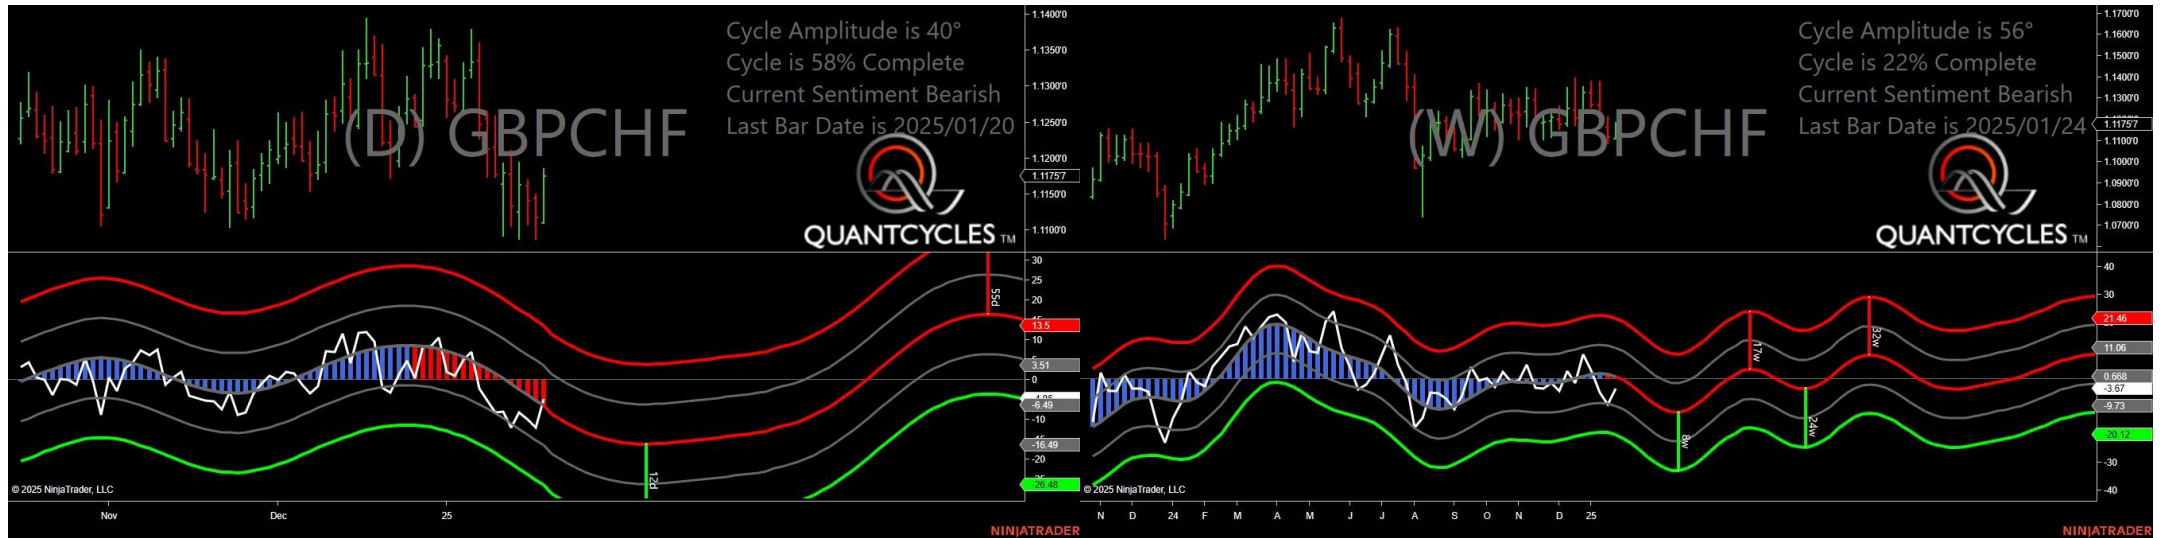 Cycle Amplitude is 40°
Cycle is 58% Complete
Current Sentiment Bearish
Last Bar Date is 2025/01/20
(D) GBPCHF
QUANTCYCLES TM
1.1400'0
1.1350'0
1.1300'0
1.1250'0
1.1200'0
1.1175'7
1.1150'0
1.1100'0
30
25
20
13.5
10
3.51
0
-6.49
-10
-16.49
-20
-26.48
55d
12d
© 2025 NinjaTrader, LLC
Nov
Dec
25
NINJATRADER
Cycle Amplitude is 56°
Cycle is 22% Complete
Current Sentiment Bearish
Last Bar Date is 2025/01/24
(W) GBPCHF
QUANTCYCLES TM
1.1700'0
1.1600'0
1.1500'0
1.1400'0
1.1300'0
1.1175'7
1.1100'0
1.1000'0
1.0900'0
1.0800'0
1.0700'0
40
30
21.46
11.06
0.668
-3.67
-9.73
-20.12
-30
-40
8w
17w
24w
32w
© 2025 NinjaTrader, LLC
N D 24 F M A M J J A S O N D 25
NINJATRADER